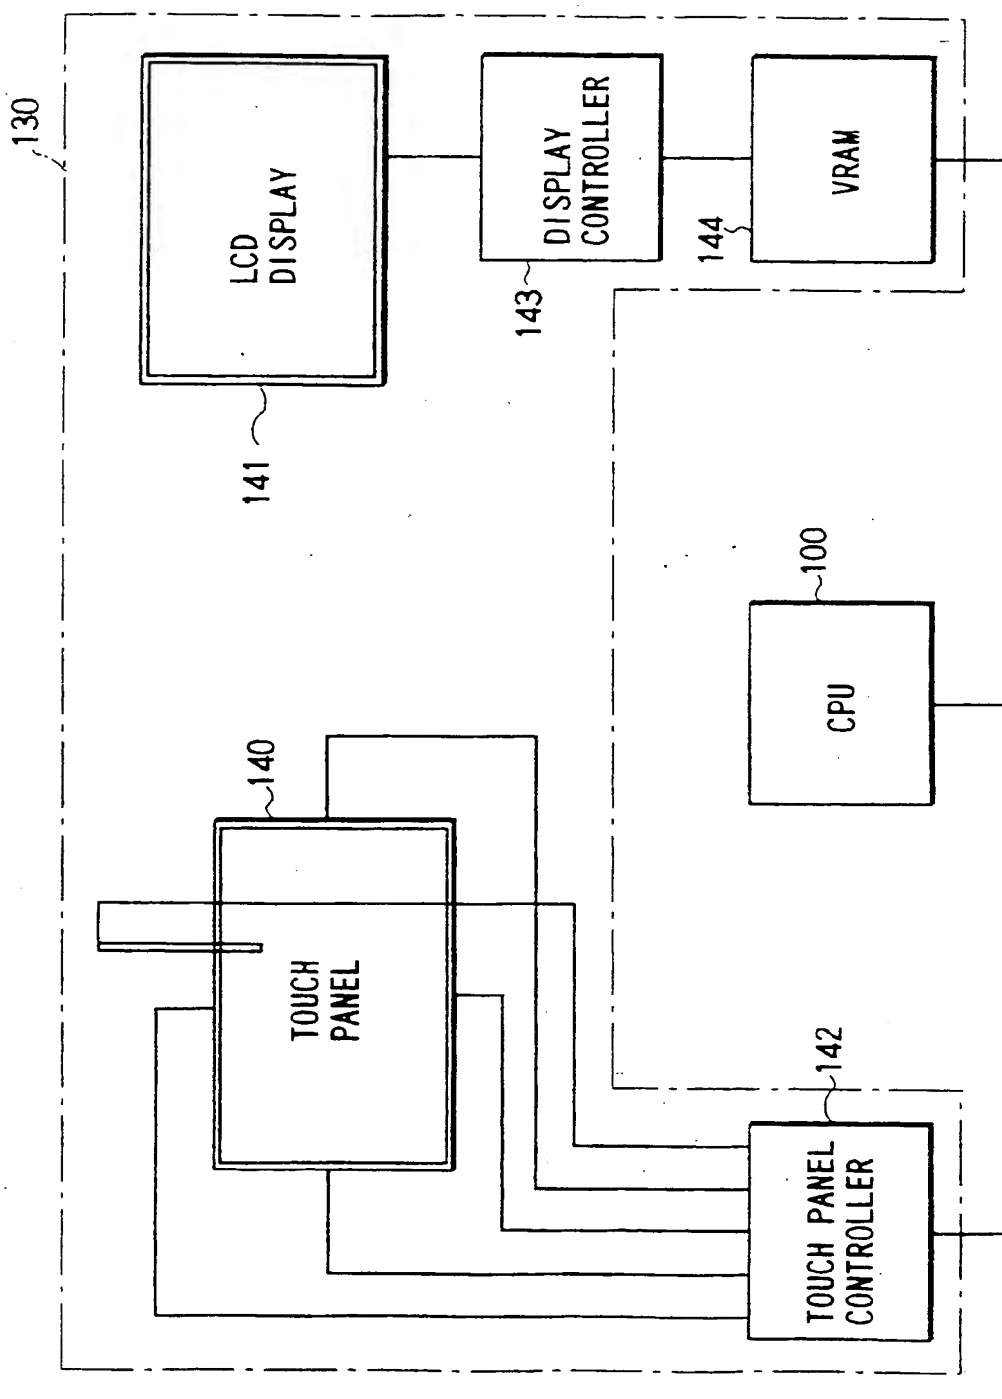 130
LCD
DISPLAY
141
DISPLAY
CONTROLLER
143
VRAM
144
TOUCH
PANEL
140
CPU
100
TOUCH PANEL
CONTROLLER
142